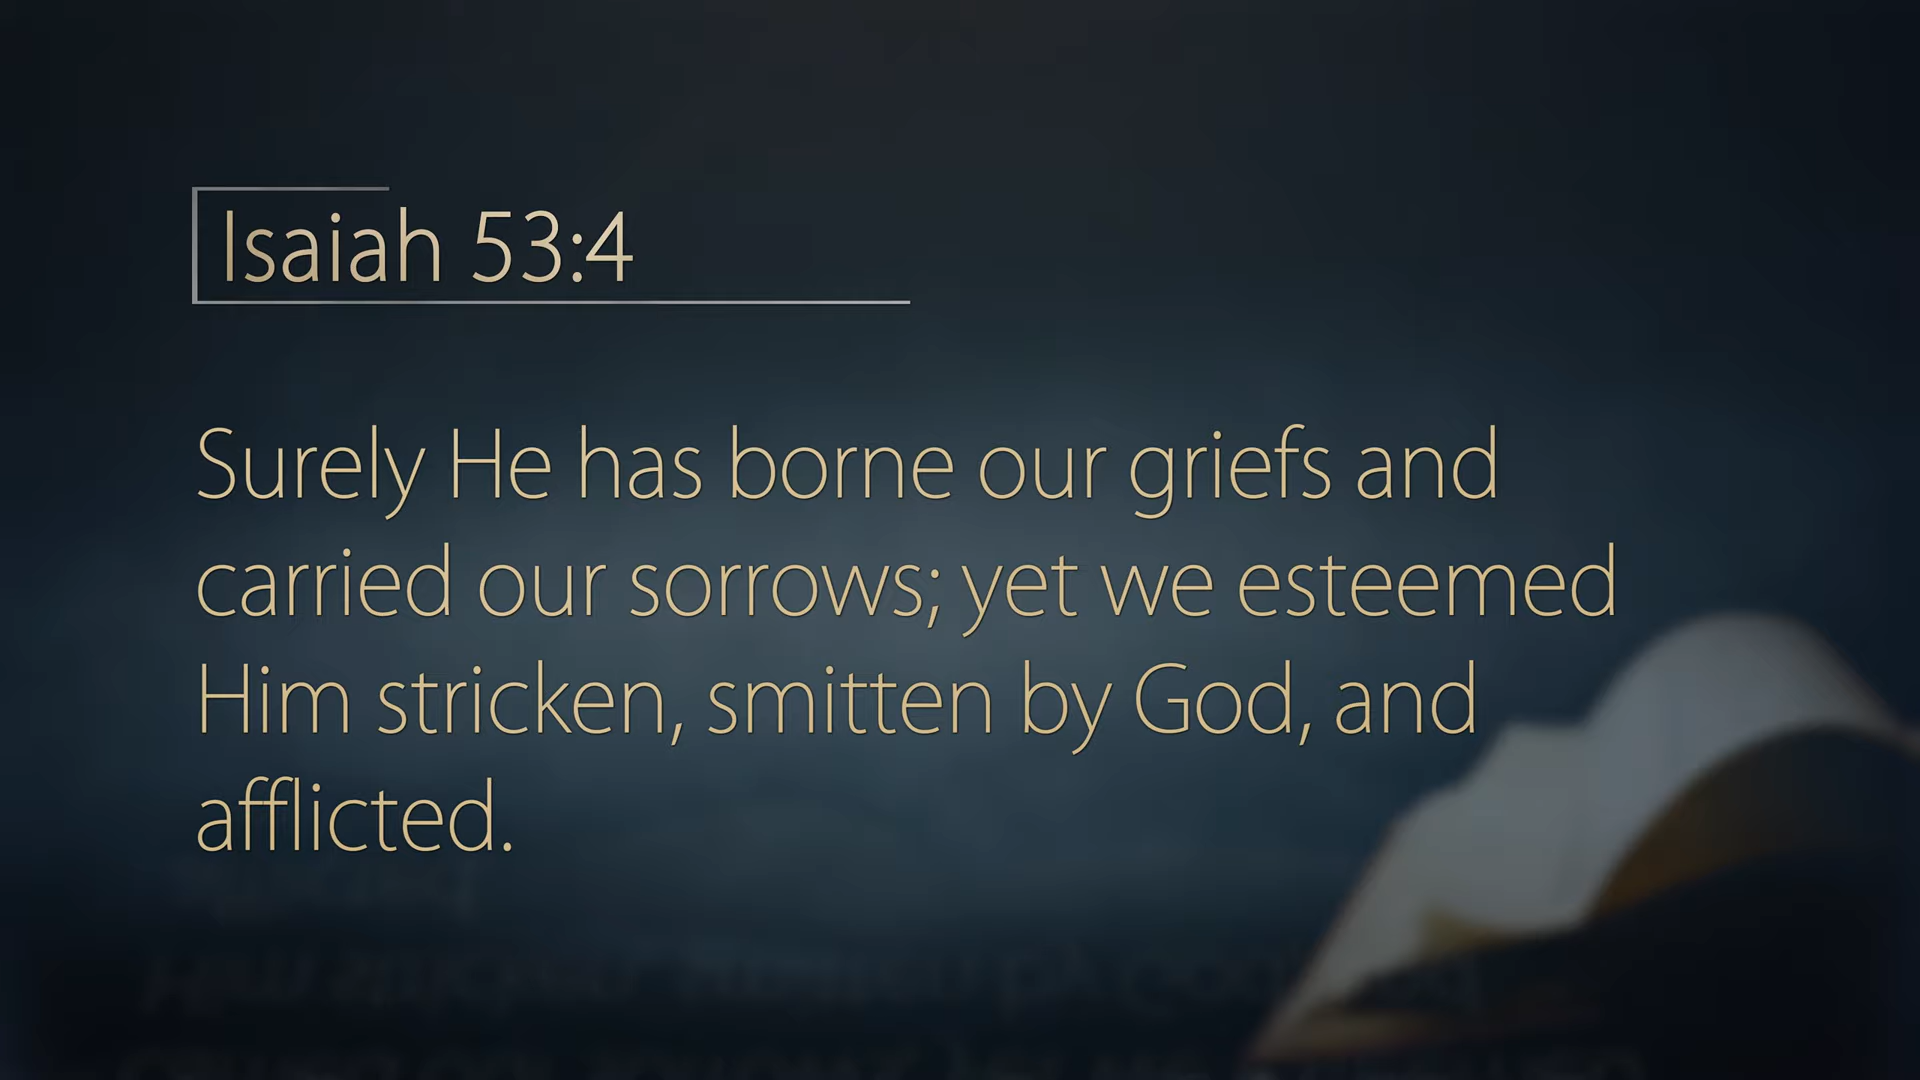 Isaiah 53:4
Surely He has borne our griefs and
carried our sorrows; yet we esteemed
Him stricken, smitten by God, and
afflicted.